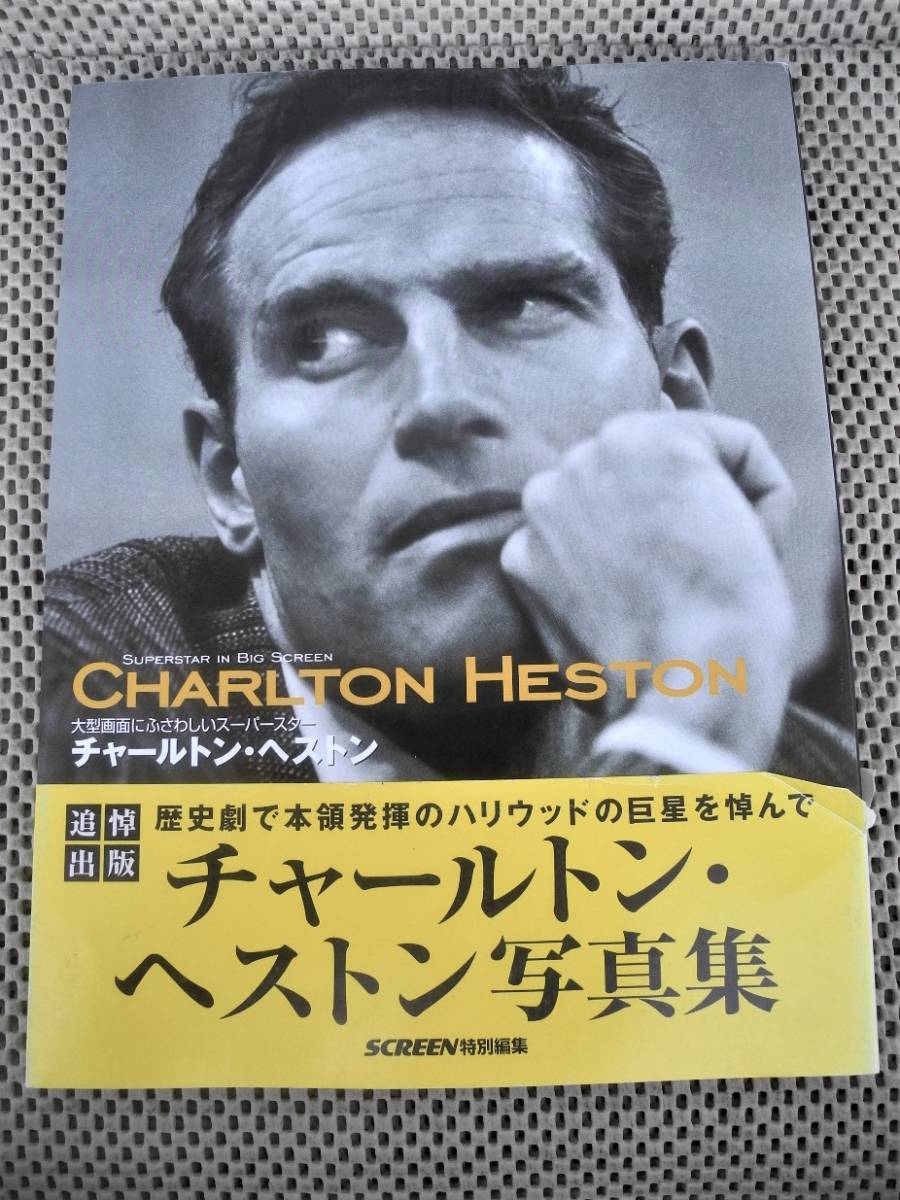 SUPERSTAR IN BIG SCREEN
CHARLTON HESTON
大型画面にふさわしいスーパースター
チャールトン・ヘストン
追悼
出版
歴史劇で本領発揮のハリウッドの巨星を悼んで
チャールトン・
ヘストン写真集
SCREEN特別編集